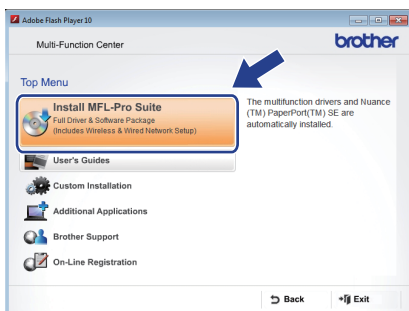 Adobe Flash Player 10
Multi-Function Center
brother
Top Menu
Install MFL-Pro Suite
Full Driver & Software Package
(Includes Wireless & Wired Network Setup)
The multifunction drivers and Nuance
(TM) PaperPort(TM) SE are
automatically installed.
User's Guides
Custom Installation
Additional Applications
Brother Support
On-Line Registration
Back
Exit